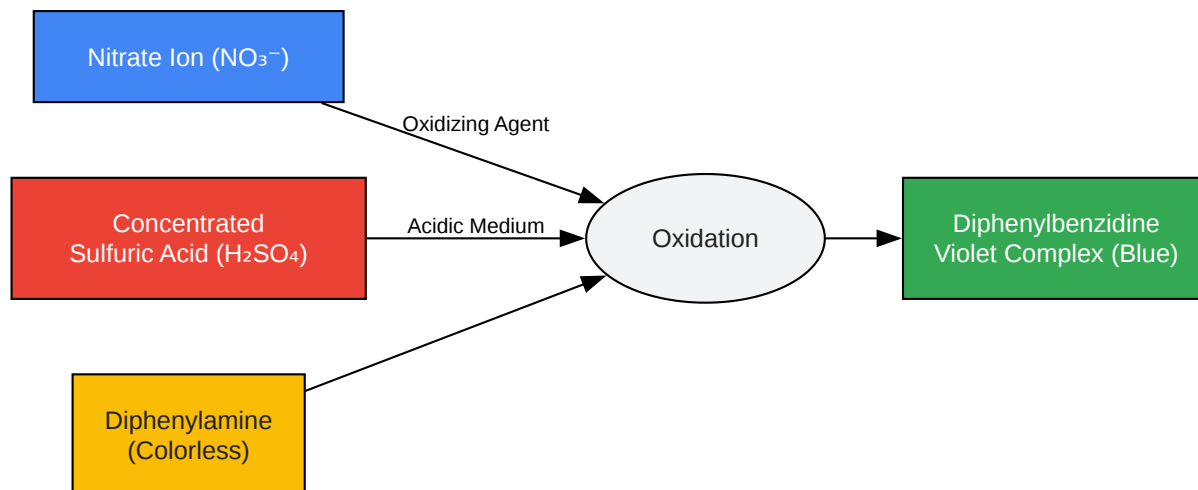 Nitrate Ion (NO₃⁻)
Oxidizing Agent
Concentrated
Sulfuric Acid (H₂SO₄)
Acidic Medium
Oxidation
Diphenylbenzidine
Violet Complex (Blue)
Diphenylamine
(Colorless)